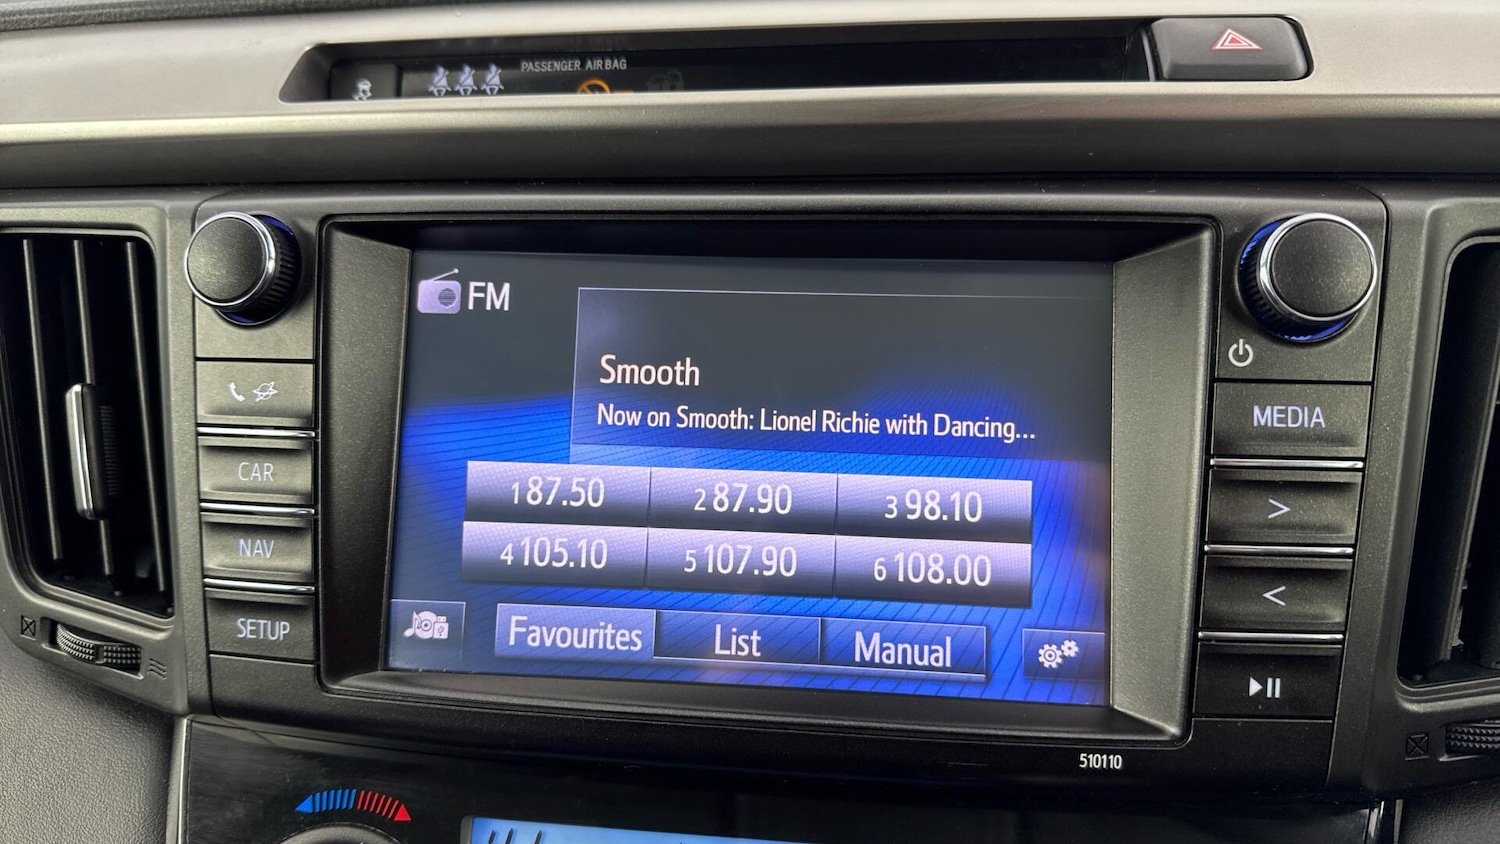 PASSENGER AIR BAG
FM
Smooth
Now on Smooth: Lionel Richie with Dancing...
1 87.50 2 87.90 3 98.10
4 105.10 5 107.90 6 108.00
Favourites List Manual
CAR
NAV
SETUP
MEDIA
>
<
510110